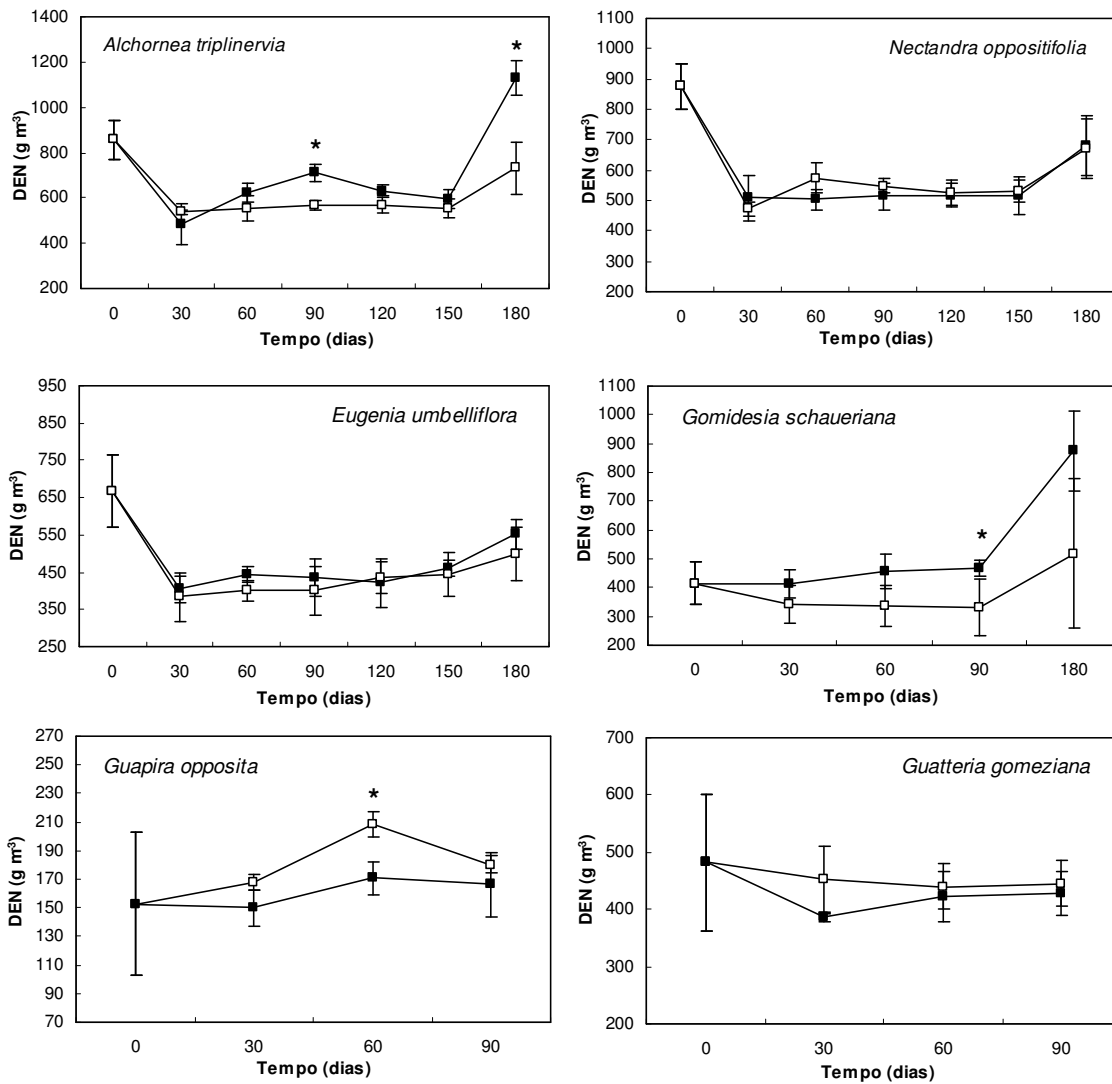 Alchornea triplinervia
*
*
DEN (g m⁻³)
1400
1200
1000
800
600
400
200
0 30 60 90 120 150 180
Tempo (dias)
Nectandra oppositifolia
DEN (g m⁻³)
1100
1000
900
800
700
600
500
400
300
200
0 30 60 90 120 150 180
Tempo (dias)
Eugenia umbelliflora
DEN (g m⁻³)
950
850
750
650
550
450
350
250
0 30 60 90 120 150 180
Tempo (dias)
Gomidesia schaueriana
*
DEN (g m⁻³)
1100
1000
900
800
700
600
500
400
300
200
0 30 60 90 180
Tempo (dias)
Guapira opposita
*
DEN (g m⁻³)
270
250
230
210
190
170
150
130
110
90
70
0 30 60 90
Tempo (dias)
Guatteria gomeziana
DEN (g m⁻³)
700
600
500
400
300
200
0 30 60 90
Tempo (dias)